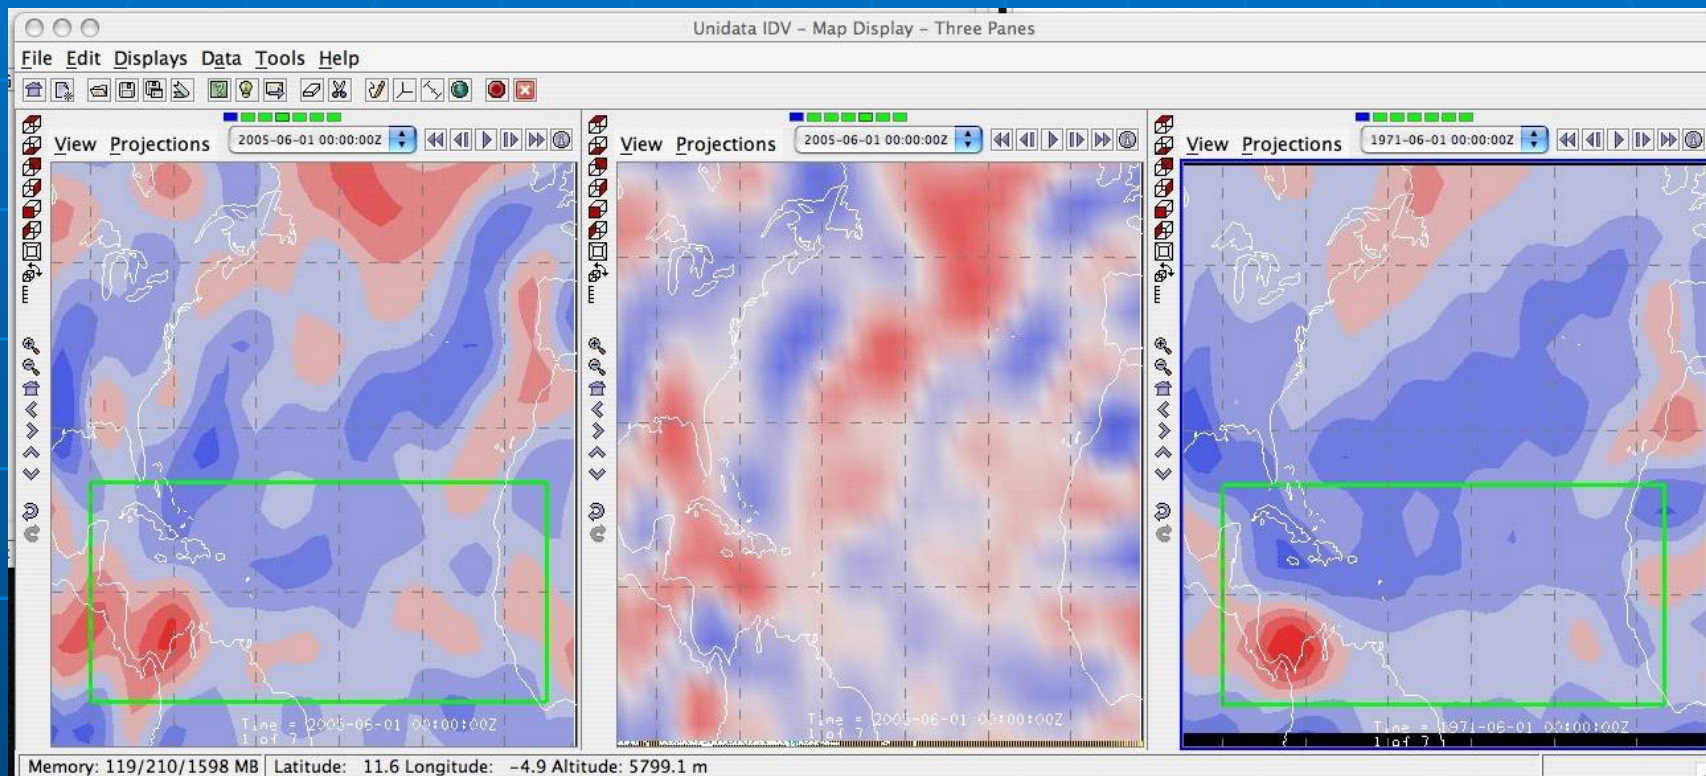 Unidata IDV – Map Display – Three Panes
File Edit Displays Data Tools Help
View Projections 2005-06-01 00:00:00Z
View Projections 2005-06-01 00:00:00Z
View Projections 1971-06-01 00:00:00Z
Time = 2005-06-01 00:00:00Z
1 of 7
Time = 2005-06-01 00:00:00Z
1 of 7
Time = 1971-06-01 00:00:00Z
1 of 7
Memory: 119/210/1598 MB Latitude: 11.6 Longitude: -4.9 Altitude: 5799.1 m